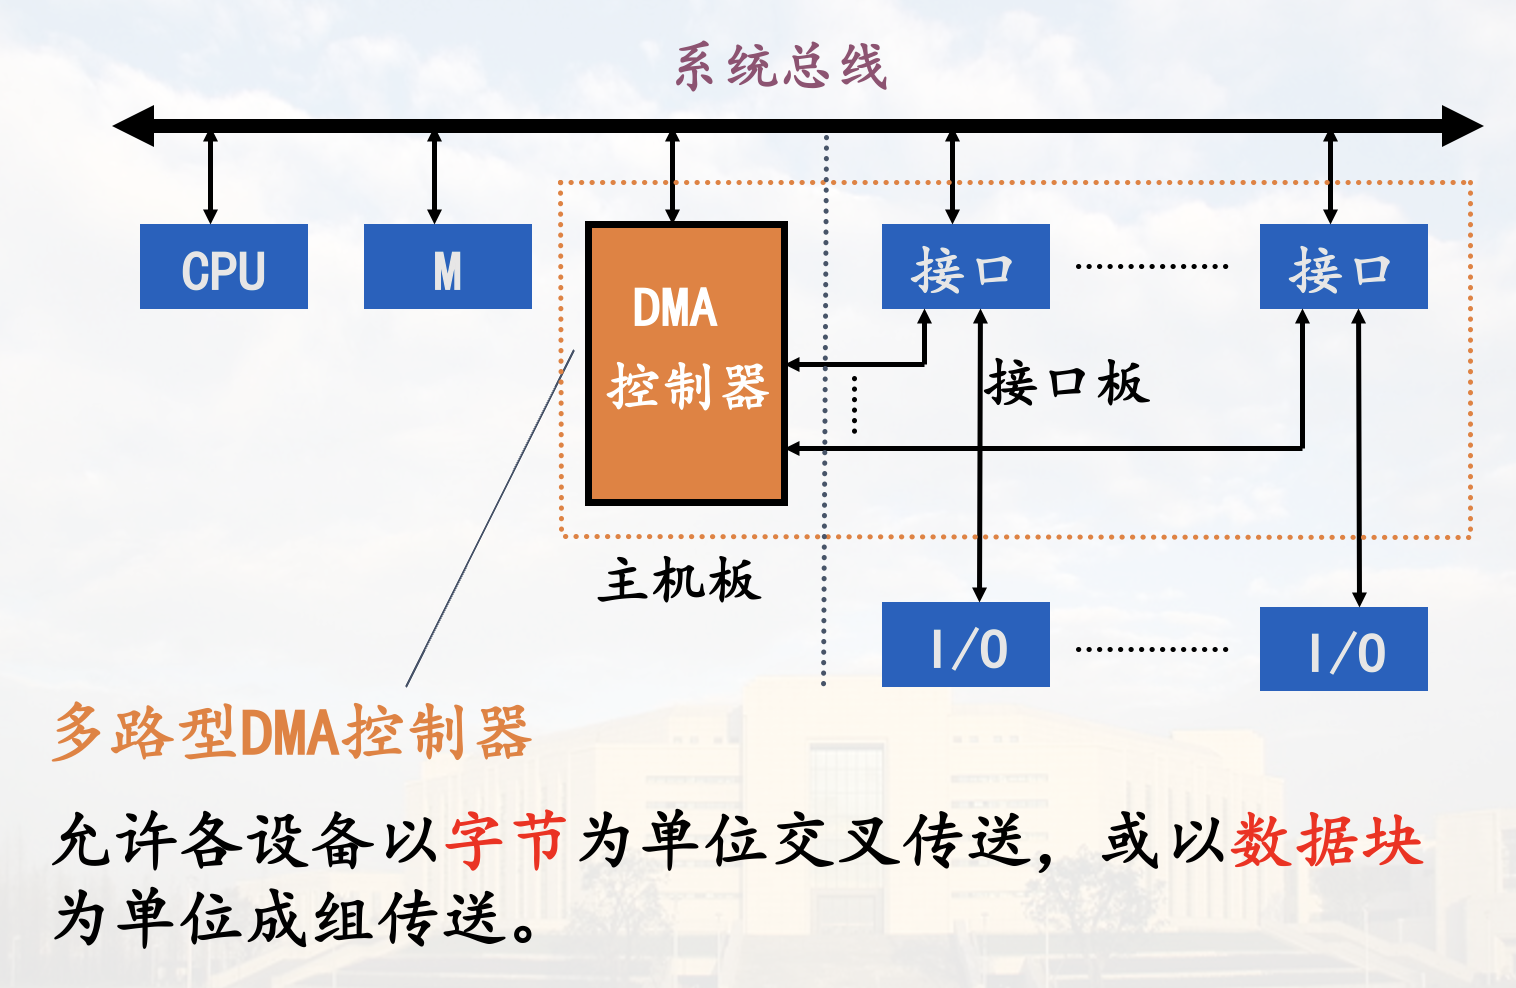 系统总线
CPU
M
DMA
控制器
接口
接口
接口板
主机板
I/O
I/O
多路型DMA控制器
允许各设备以字节为单位交叉传送，或以数据块
为单位成组传送。